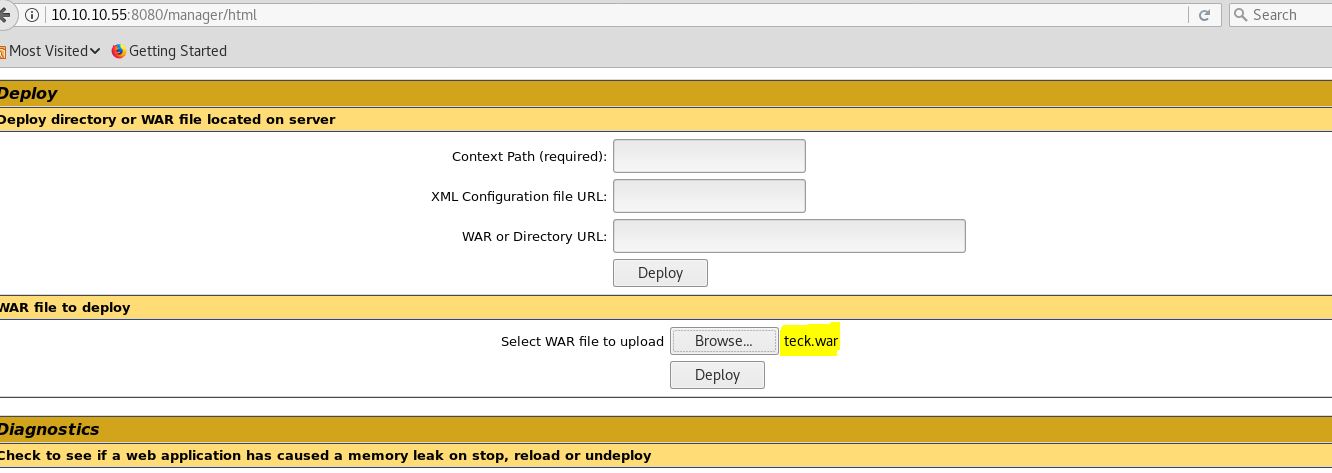 10.10.10.55:8080/manager/html
Search
Most Visited
Getting Started
Deploy
Deploy directory or WAR file located on server
Context Path (required):
XML Configuration file URL:
WAR or Directory URL:
Deploy
WAR file to deploy
Select WAR file to upload Browse... teck.war
Deploy
Diagnostics
Check to see if a web application has caused a memory leak on stop, reload or undeploy